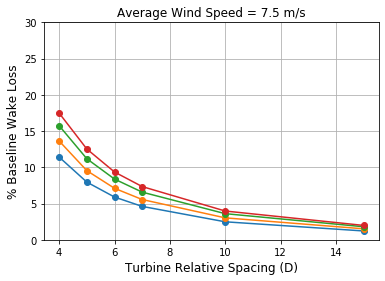 Average Wind Speed = 7.5 m/s
% Baseline Wake Loss
30
25
20
15
10
5
0
4 6 8 10 12 14
Turbine Relative Spacing (D)